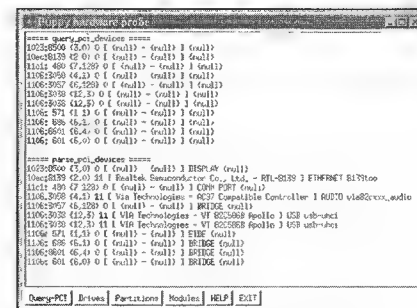 Puppy hardware probe
===== query_pci_devices =====
1023:8500 (3,0) 0 [ (null) - (null) ] (null)
10ec:8139 (2,0) 0 [ (null) - (null) ] (null)
11c1: 480 (7,128) 0 [ (null) - (null) ] (null)
1106:3058 (4,1) 0 [ (null) - (null) ] (null)
1106:3057 (6,128) 0 [ (null) - (null) ] (null)
1106:3038 (12,3) 0 [ (null) - (null) ] (null)
1106:3038 (12,3) 0 [ (null) - (null) ] (null)
1106: 571 (1,1) 0 [ (null) - (null) ] (null)
1106: 686 (6,1) 0 [ (null) - (null) ] (null)
1106:8601 (6,4) 0 [ (null) - (null) ] (null)
1106: 601 (6,0) 0 [ (null) - (null) ] (null)
===== parse_pci_devices =====
1023:8500 (3,0) 0 [ (null) - (null) ] DISPLAY (null)
10ec:8139 (2,0) 11 [ Realtek Semiconductor Co., Ltd. - RTL-8139 ] ETHERNET 8139too
11c1: 480 (7,128) 0 [ (null) - (null) ] COMM PORT (null)
1106:3058 (4,1) 11 [ Via Technologies - AC97 Compatible Controller ] AUDIO via82cxxx_audio
1106:3057 (6,128) 0 [ (null) - (null) ] BRIDGE (null)
1106:3038 (12,3) 11 [ VIA Technologies - VT 82C586B Apollo ] USB usb-uhci
1106:3038 (12,3) 11 [ VIA Technologies - VT 82C586B Apollo ] USB usb-uhci
1106: 571 (1,1) 0 [ (null) - (null) ] EIDE (null)
1106: 686 (6,1) 0 [ (null) - (null) ] BRIDGE (null)
1106:8601 (6,4) 0 [ (null) - (null) ] BRIDGE (null)
1106: 601 (6,0) 0 [ (null) - (null) ] BRIDGE (null)
Query-PCI Drives Partitions Modules HELP EXIT